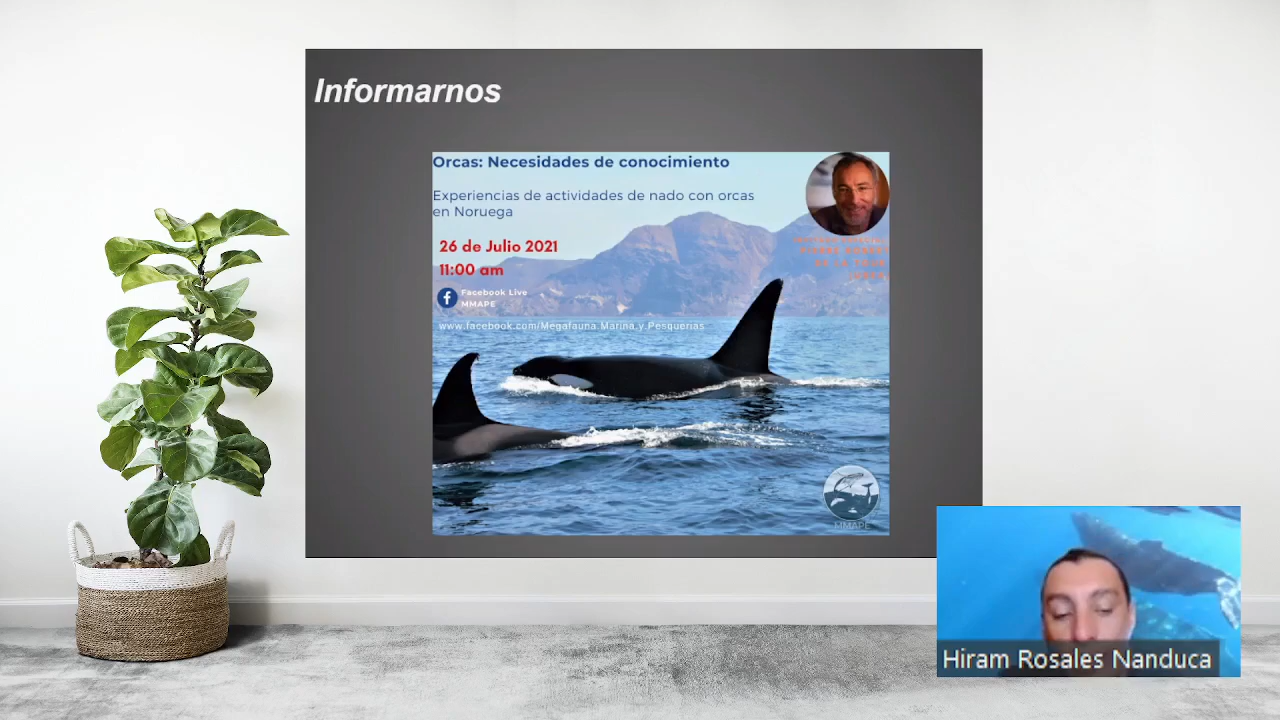 Informarnos
Orcas: Necesidades de conocimiento
Experiencias de actividades de nado con orcas
en Noruega
26 de Julio 2021
11:00 am
Facebook Live
MMAPE
www.facebook.com/Megafauna.Marina.y.Pesquerias
MMAPE
Hiram Rosales Nanduca